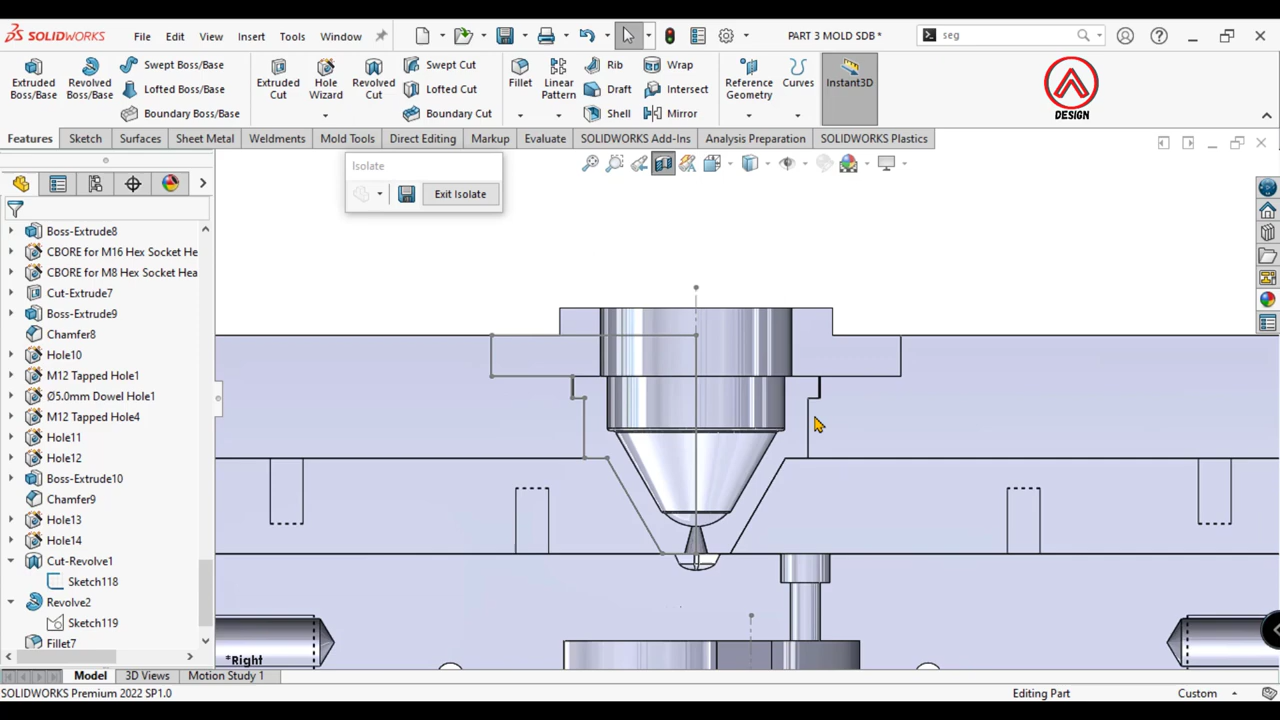 SOLIDWORKS File Edit View Insert Tools Window PART 3 MOLD SDB * seg
Extruded Boss/Base
Revolved Boss/Base
Swept Boss/Base
Lofted Boss/Base
Boundary Boss/Base
Extruded Cut
Hole Wizard
Revolved Cut
Swept Cut
Lofted Cut
Boundary Cut
Fillet
Linear Pattern
Rib
Draft
Shell
Wrap
Intersect
Mirror
Reference Geometry
Curves
Instant3D
DESIGN
Features Sketch Surfaces Sheet Metal Weldments Mold Tools Direct Editing Markup Evaluate SOLIDWORKS Add-Ins Analysis Preparation SOLIDWORKS Plastics
Isolate
Exit Isolate
Boss-Extrude8
CBORE for M16 Hex Socket He
CBORE for M8 Hex Socket Hea
Cut-Extrude7
Boss-Extrude9
Chamfer8
Hole10
M12 Tapped Hole1
Ø5.0mm Dowel Hole1
M12 Tapped Hole4
Hole11
Hole12
Boss-Extrude10
Chamfer9
Hole13
Hole14
Cut-Revolve1
Sketch118
Revolve2
Sketch119
Fillet7
*Right
Model 3D Views Motion Study 1
SOLIDWORKS Premium 2022 SP1.0 Editing Part Custom